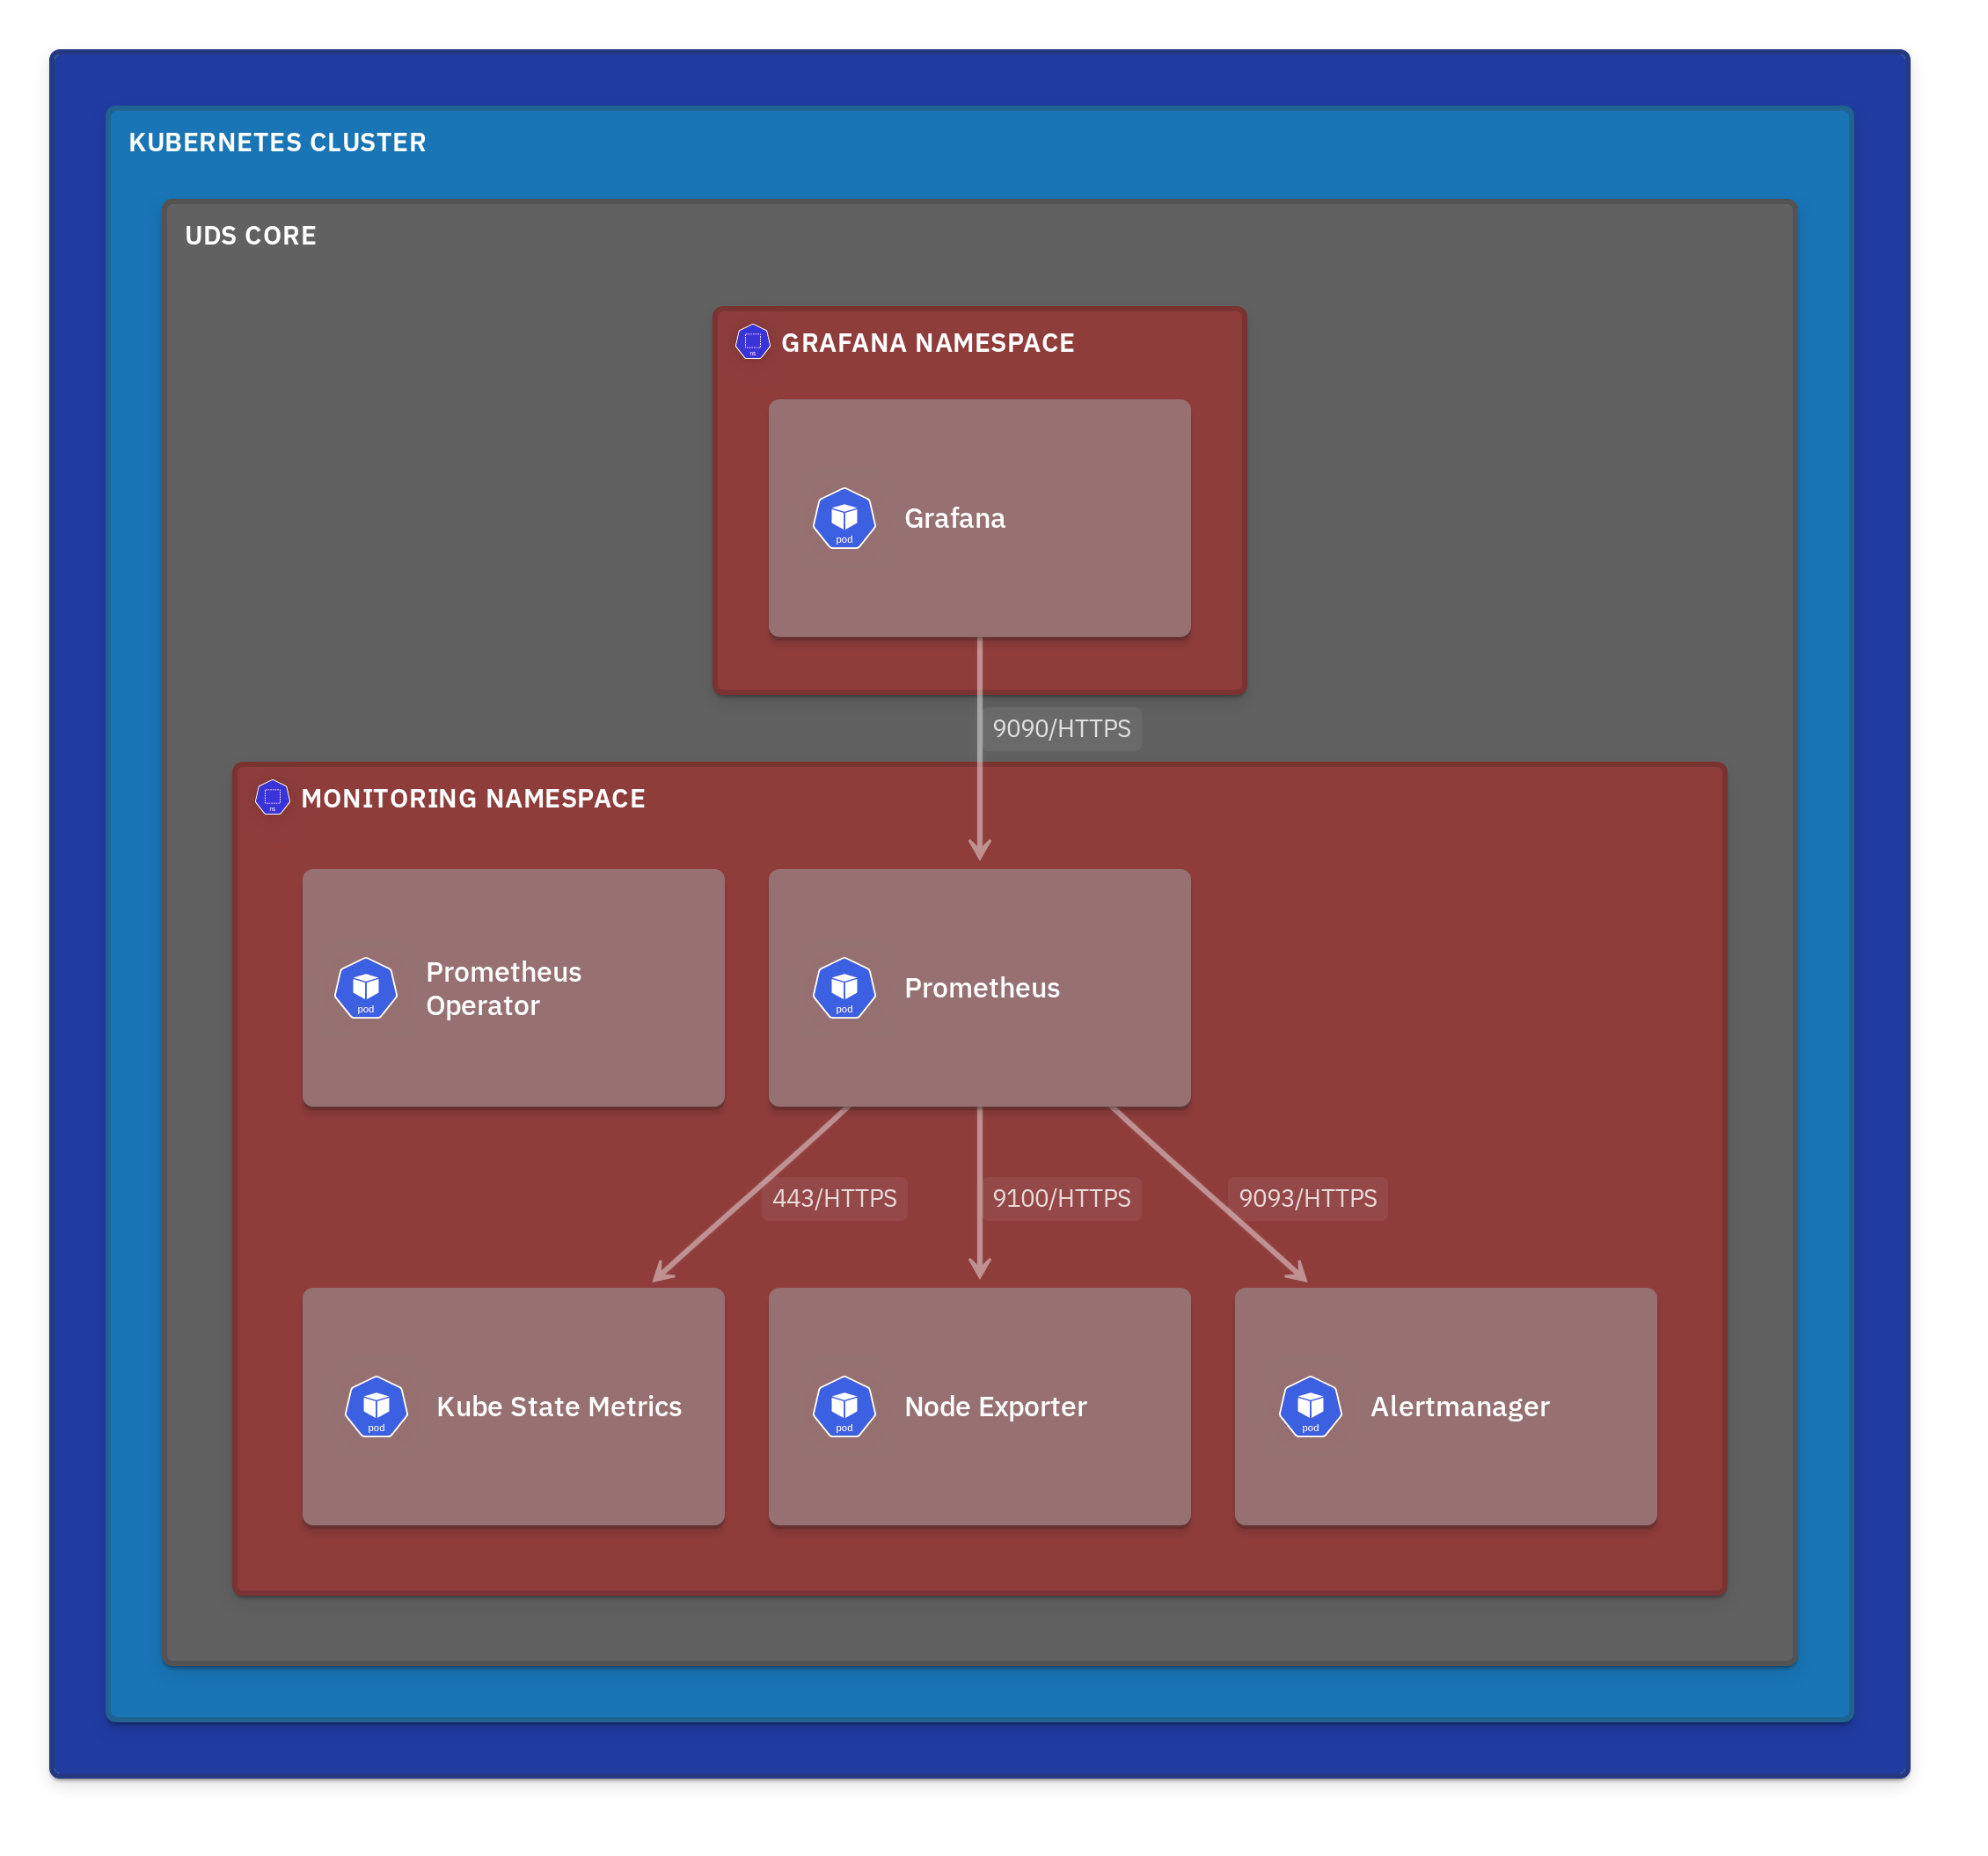 KUBERNETES CLUSTER
UDS CORE
ns
GRAFANA NAMESPACE
pod
Grafana
9090/HTTPS
ns
MONITORING NAMESPACE
pod
Prometheus
Operator
pod
Prometheus
443/HTTPS
9100/HTTPS
9093/HTTPS
pod
Kube State Metrics
pod
Node Exporter
pod
Alertmanager